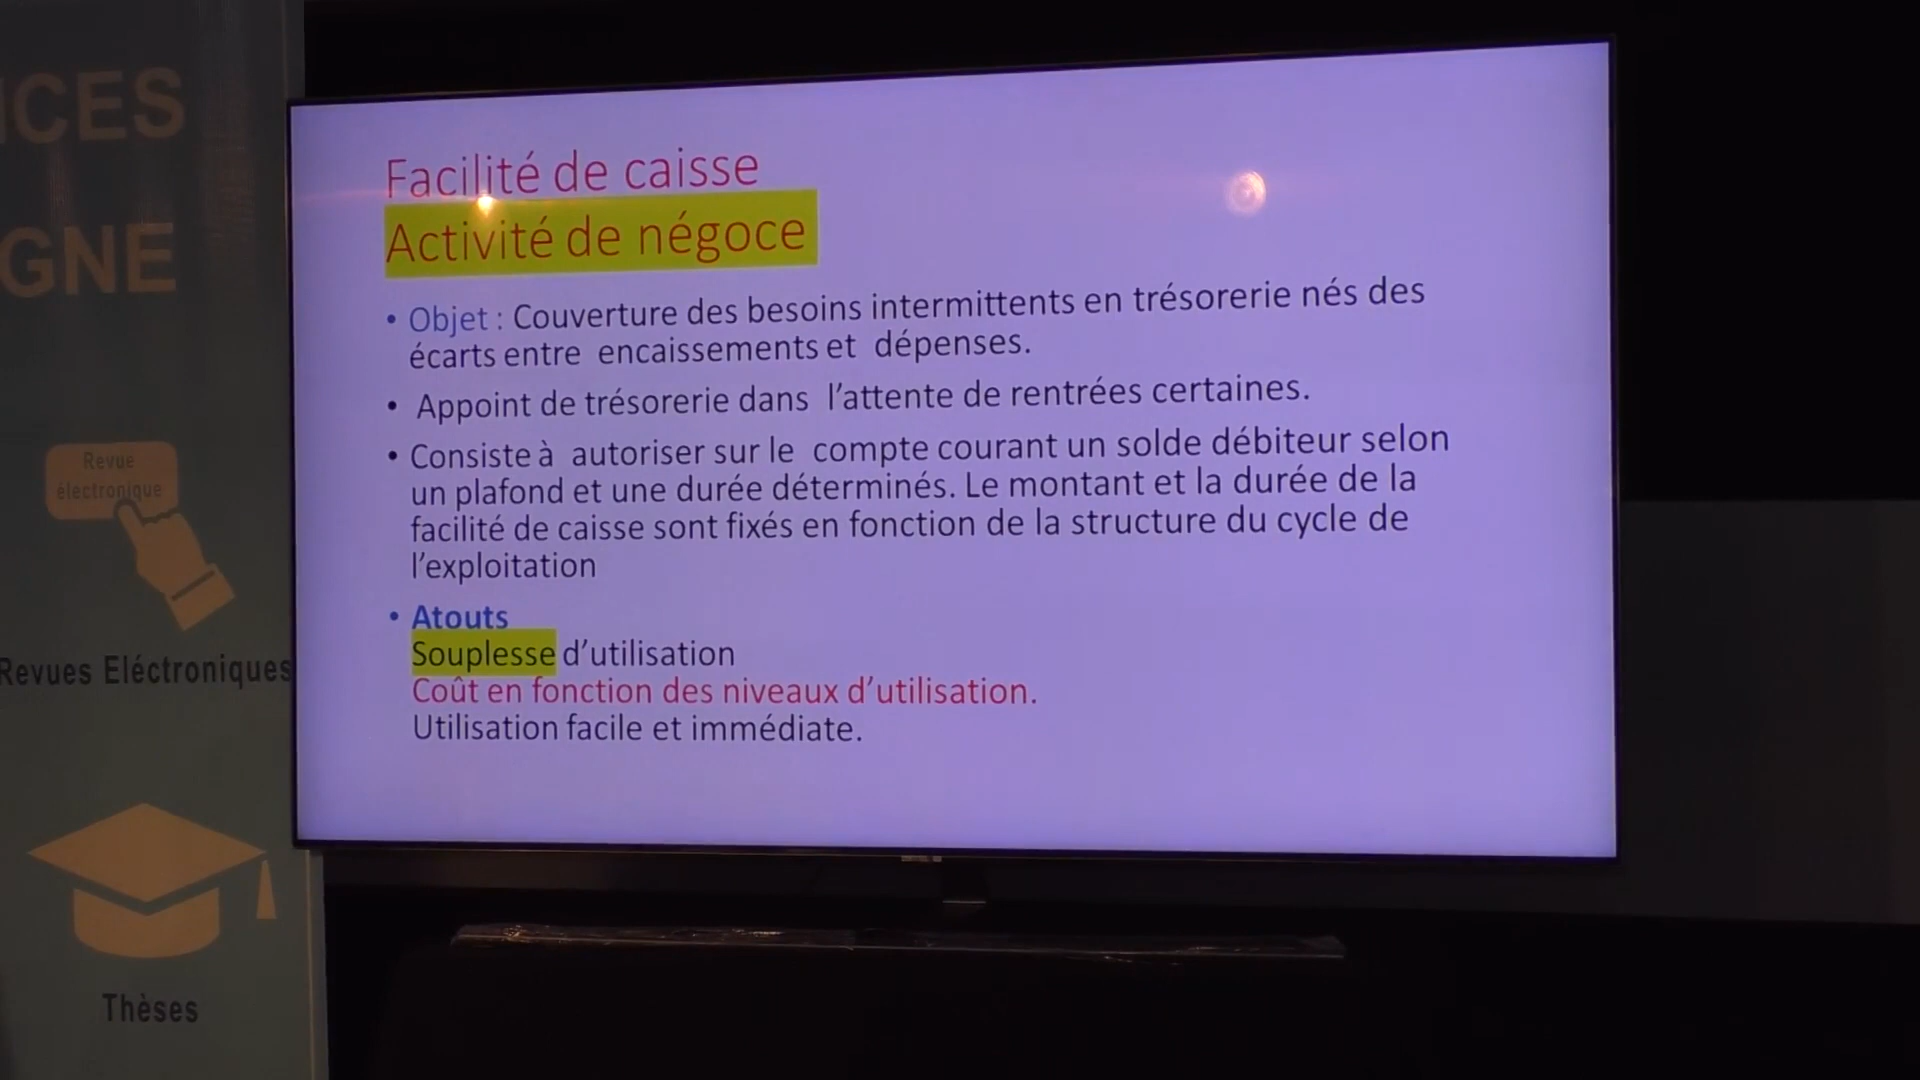 ICES
GNE
Revue
électronique
Revues Eléctroniques
Thèses
Facilité de caisse
Activité de négoce
• Objet : Couverture des besoins intermittents en trésorerie nés des
écarts entre encaissements et dépenses.
• Appoint de trésorerie dans l’attente de rentrées certaines.
• Consiste à autoriser sur le compte courant un solde débiteur selon
un plafond et une durée déterminés. Le montant et la durée de la
facilité de caisse sont fixés en fonction de la structure du cycle de
l’exploitation
• Atouts
Souplesse d’utilisation
Coût en fonction des niveaux d’utilisation.
Utilisation facile et immédiate.